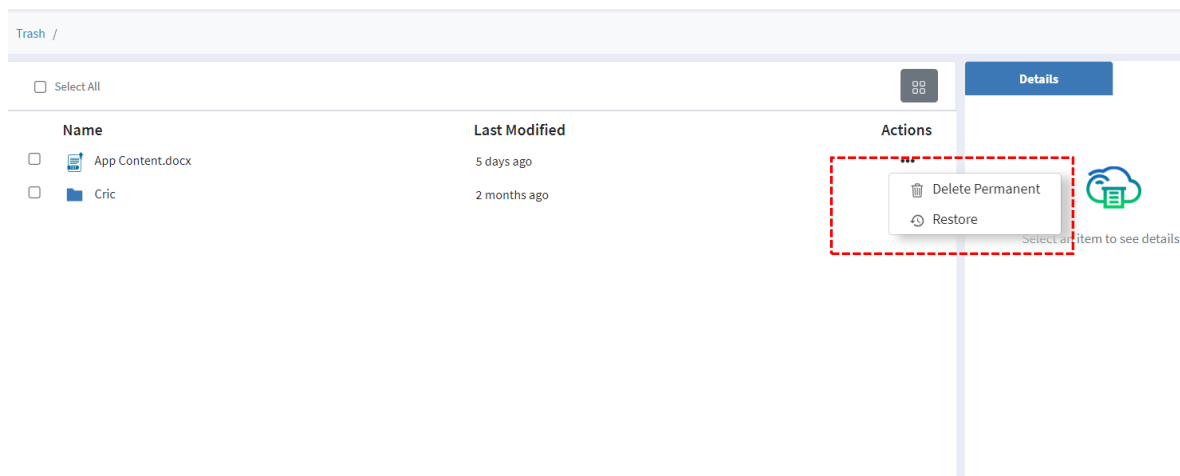 Trash /
Select All
Details
Name Last Modified Actions
App Content.docx 5 days ago
Cric 2 months ago
Delete Permanent
Restore
Select an item to see details